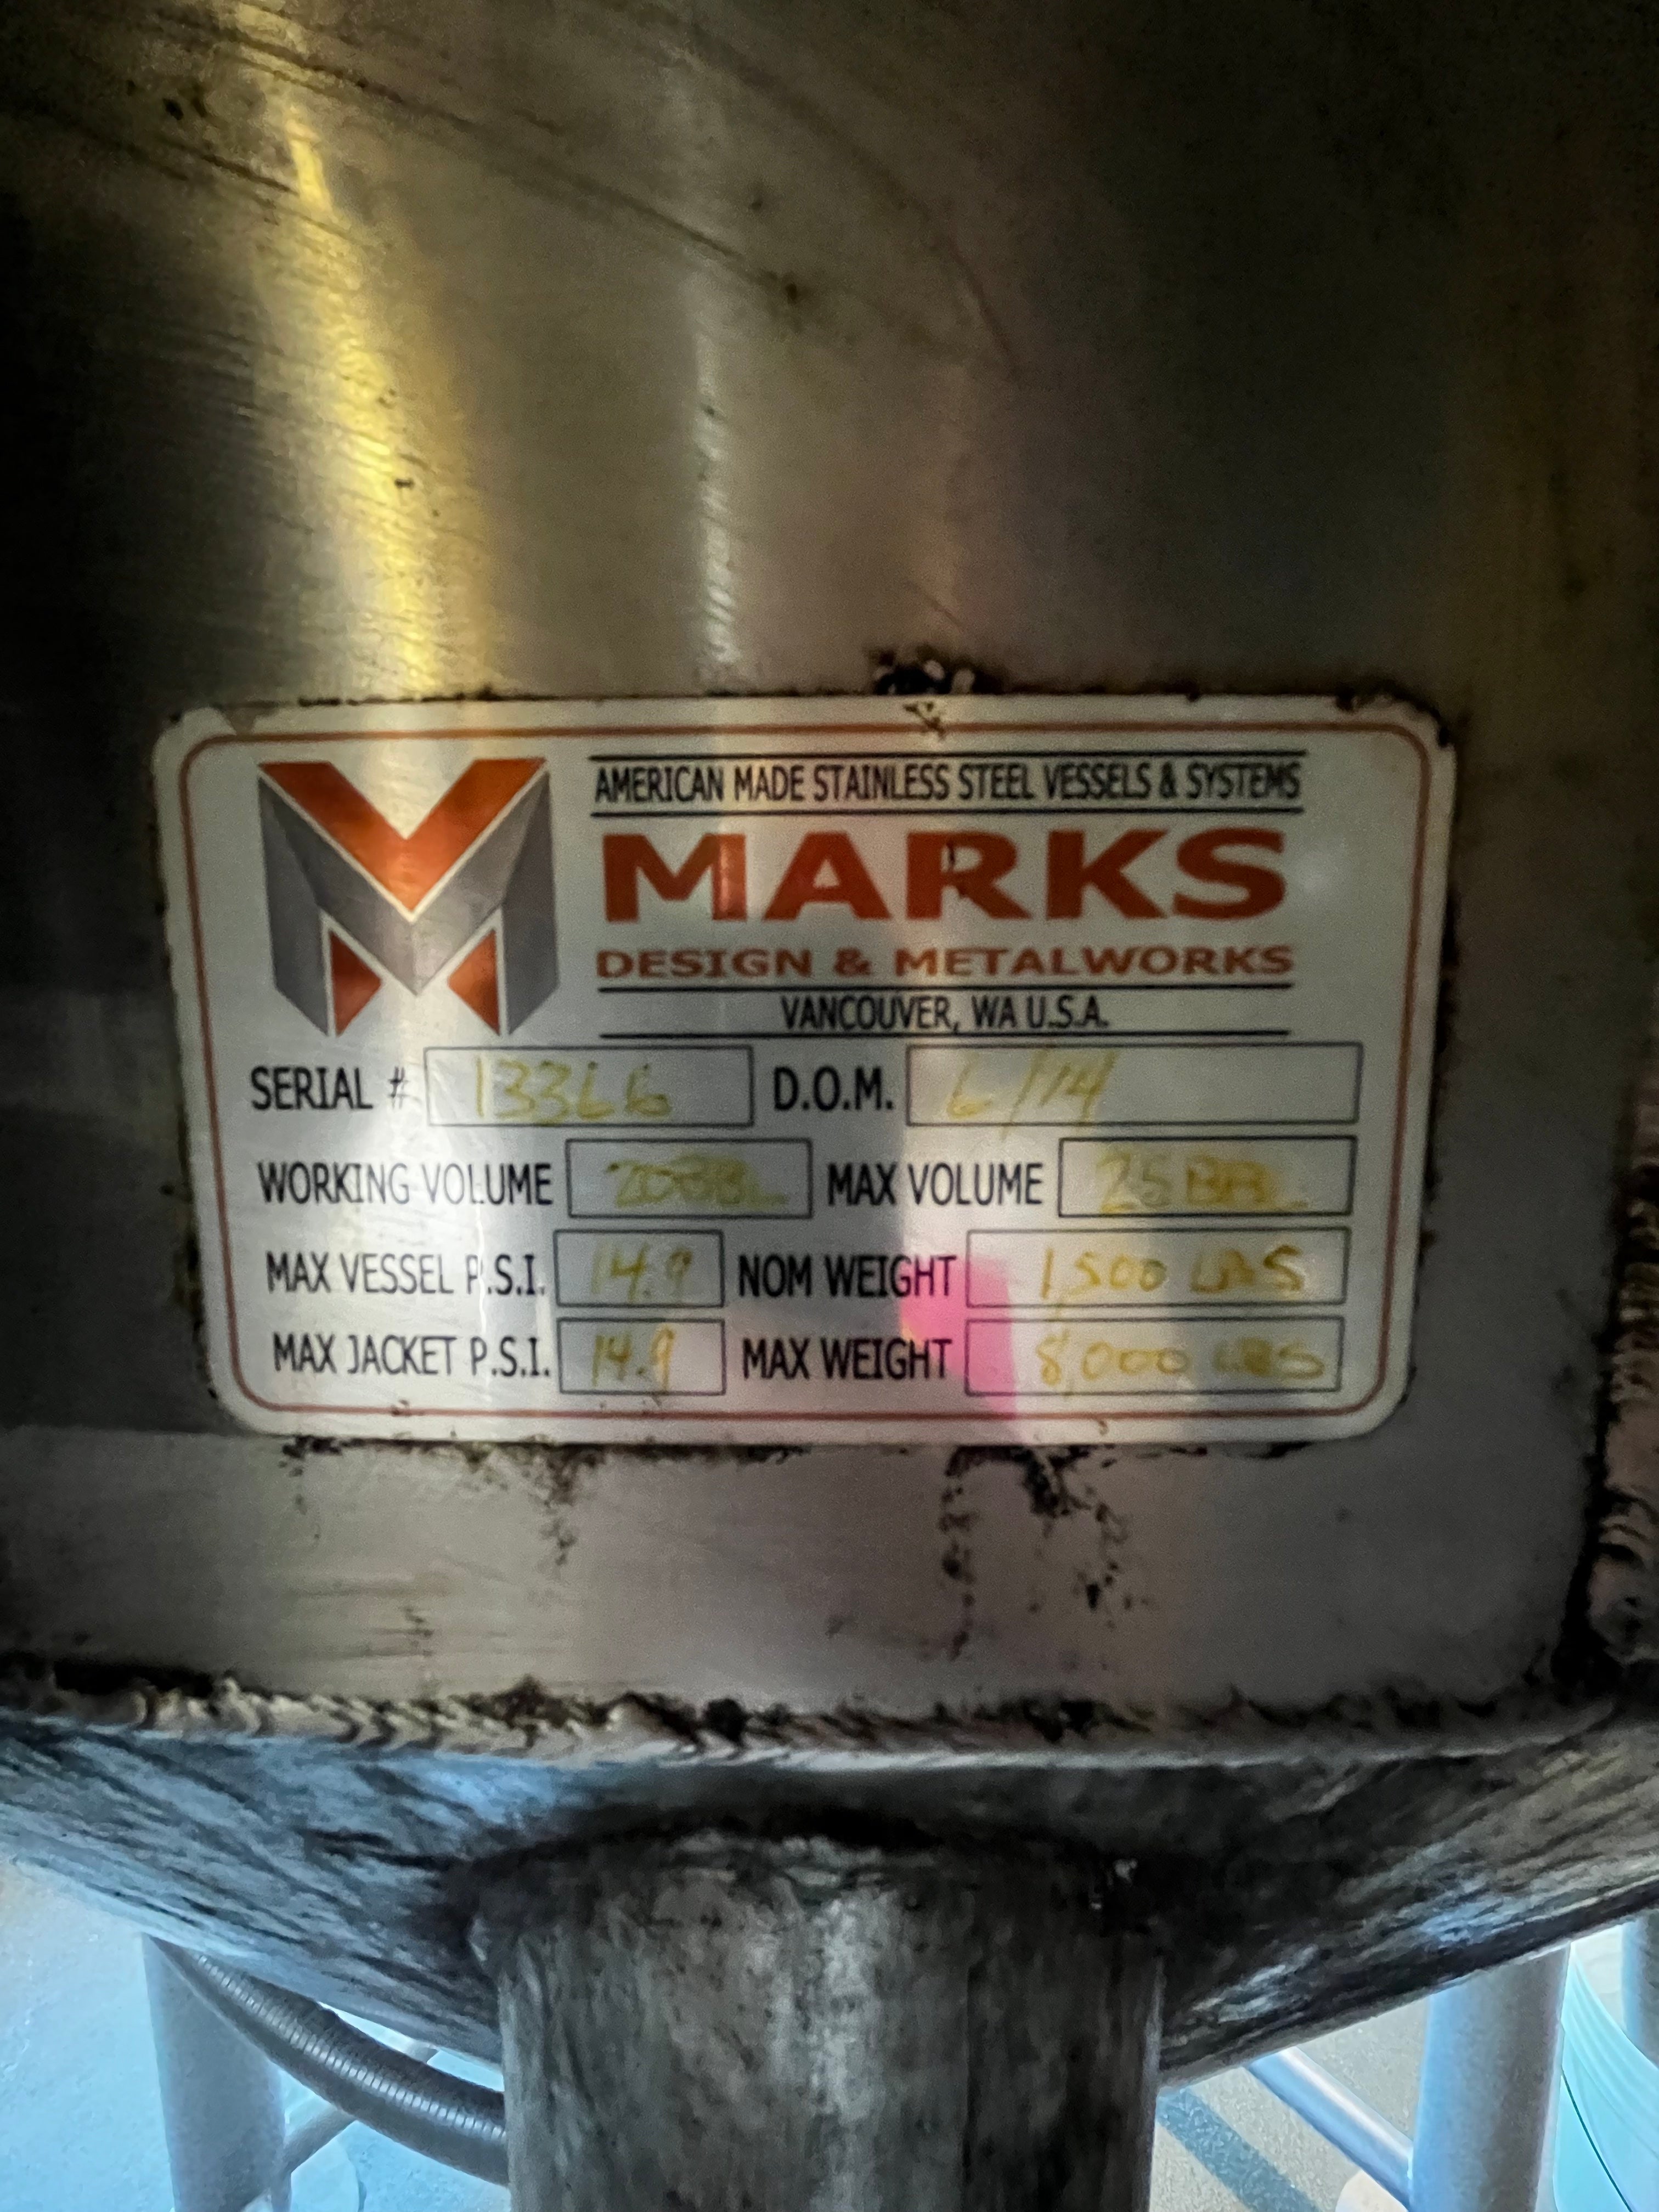 AMERICAN MADE STAINLESS STEEL VESSELS & SYSTEMS
MARKS
DESIGN & METALWORKS
VANCOUVER, WA U.S.A.
SERIAL # D.O.M. 6/14
WORKING VOLUME 20BBL MAX VOLUME 25BBL
MAX VESSEL P.S.I. 14.9 NOM WEIGHT 1,500 LBS
MAX JACKET P.S.I. 14.9 MAX WEIGHT 8,000 LBS